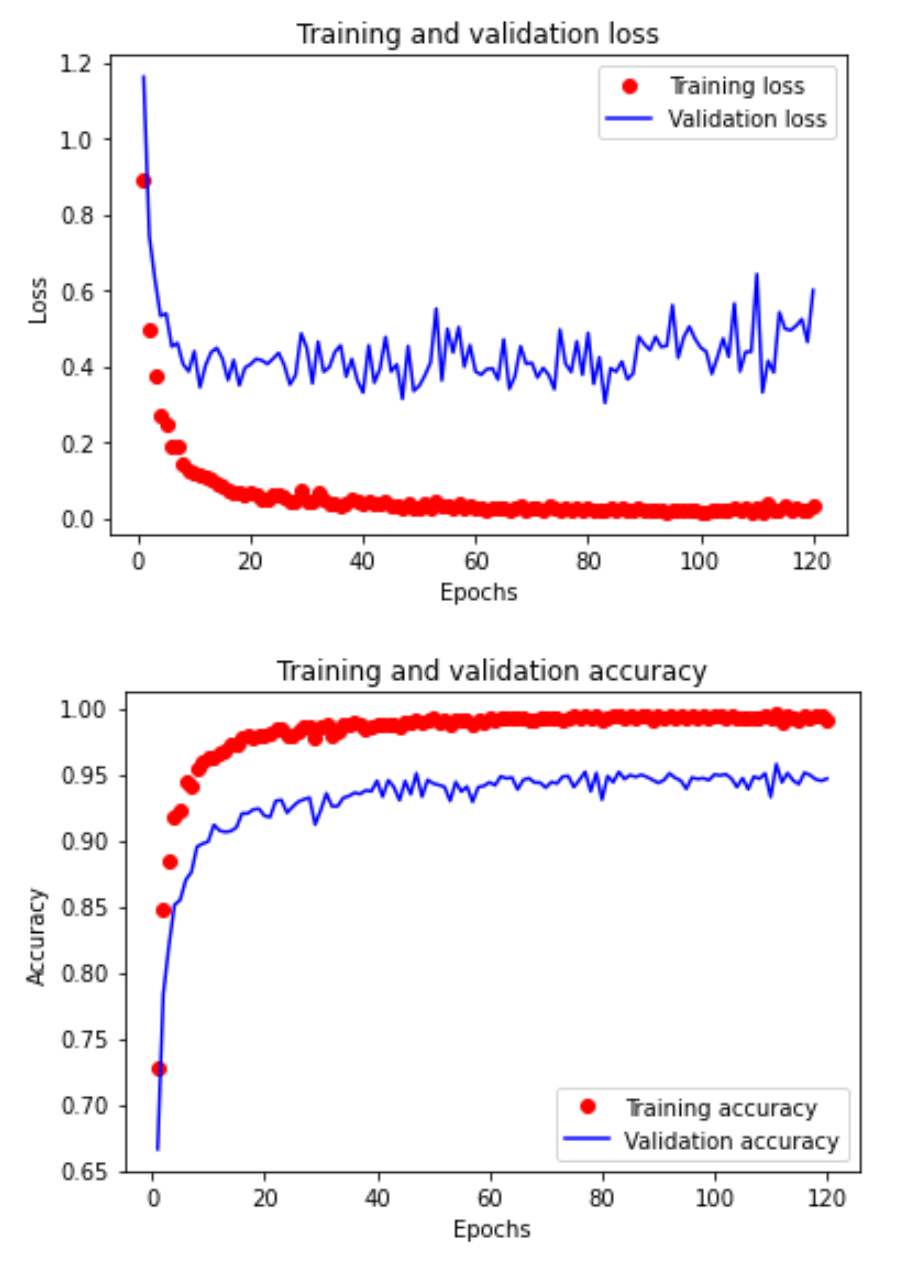 Training and validation loss
1.2
1.0
0.8
0.6
0.4
0.2
0.0
Loss
Training loss
Validation loss
0 20 40 60 80 100 120
Epochs
Training and validation accuracy
1.00
0.95
0.90
0.85
0.80
0.75
0.70
0.65
Accuracy
Training accuracy
Validation accuracy
0 20 40 60 80 100 120
Epochs